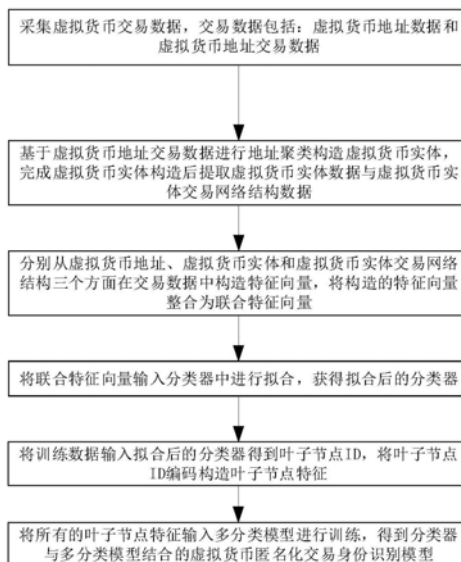 采集虚拟货币交易数据，交易数据包括：虚拟货币地址数据和
虚拟货币地址交易数据
基于虚拟货币地址交易数据进行地址聚类构造虚拟货币实体，
完成虚拟货币实体构造后提取虚拟货币实体数据与虚拟货币实
体交易网络结构数据
分别从虚拟货币地址、虚拟货币实体和虚拟货币实体交易网络
结构三个方面在交易数据中构造特征向量，将构造的特征向量
整合为联合特征向量
将联合特征向量输入分类器中进行拟合，获得拟合后的分类器
将训练数据输入拟合后的分类器得到叶子节点ID，将叶子节点
ID编码构造叶子节点特征
将所有的叶子节点特征输入多分类模型进行训练，得到分类器
与多分类模型结合的虚拟货币匿名化交易身份识别模型